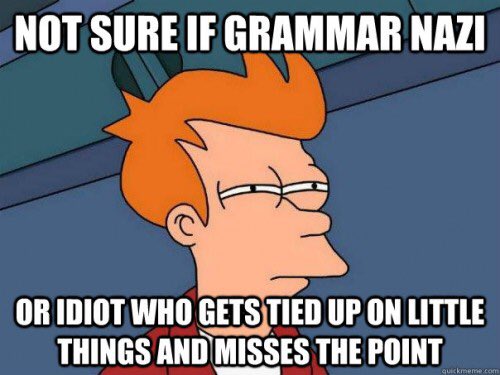 NOT SURE IF GRAMMAR NAZI
OR IDIOT WHO GETS TIED UP ON LITTLE
THINGS AND MISSES THE POINT
quickmeme.com